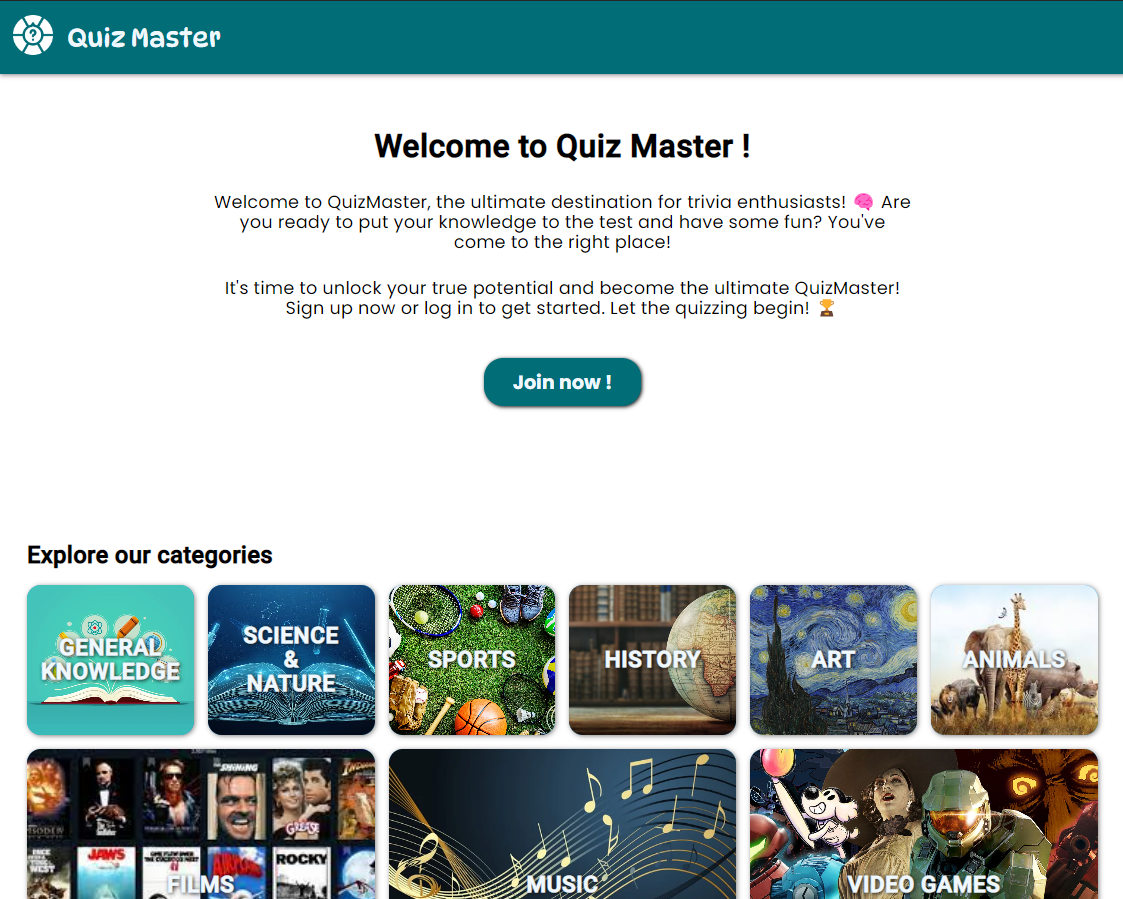 Quiz Master
Welcome to Quiz Master !
Welcome to QuizMaster, the ultimate destination for trivia enthusiasts! 🧠 Are
you ready to put your knowledge to the test and have some fun? You've
come to the right place!
It's time to unlock your true potential and become the ultimate QuizMaster!
Sign up now or log in to get started. Let the quizzing begin! 🏆
Join now !
Explore our categories
GENERAL
KNOWLEDGE
SCIENCE
&
NATURE
SPORTS
HISTORY
ART
ANIMALS
SHINING
GREASE
JAWS
ROCKY
FILMS
MUSIC
VIDEO GAMES